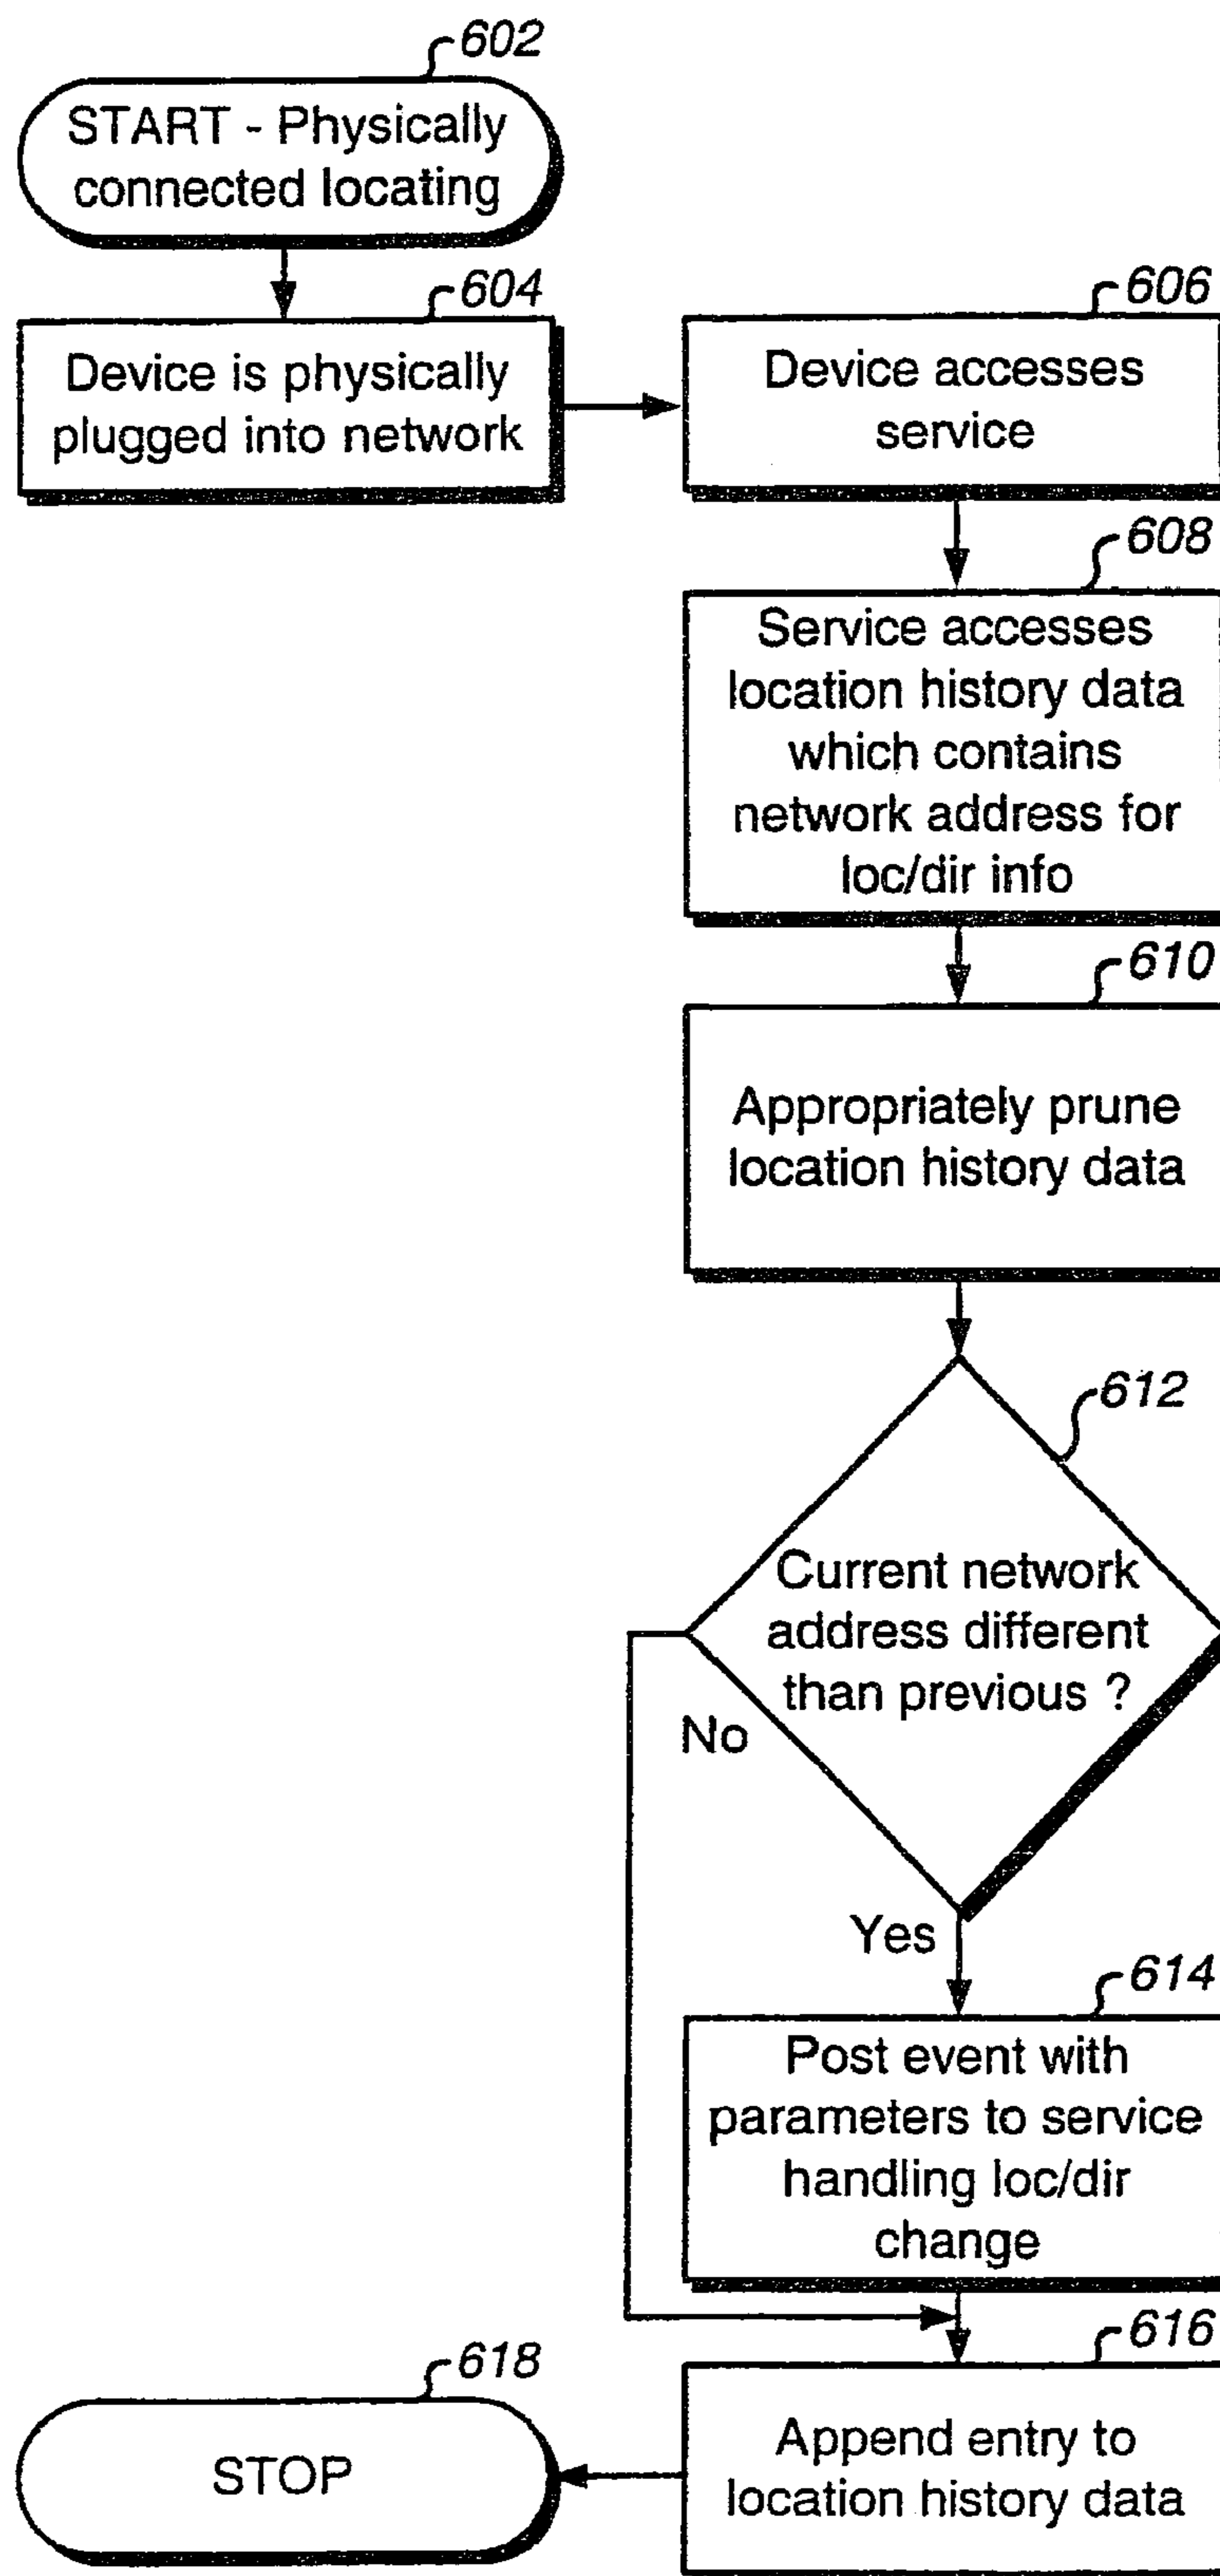 602
START - Physically
connected locating
604
Device is physically
plugged into network
606
Device accesses
service
608
Service accesses
location history data
which contains
network address for
loc/dir info
610
Appropriately prune
location history data
612
Current network
address different
than previous ?
No
Yes
614
Post event with
parameters to service
handling loc/dir
change
616
Append entry to
location history data
618
STOP